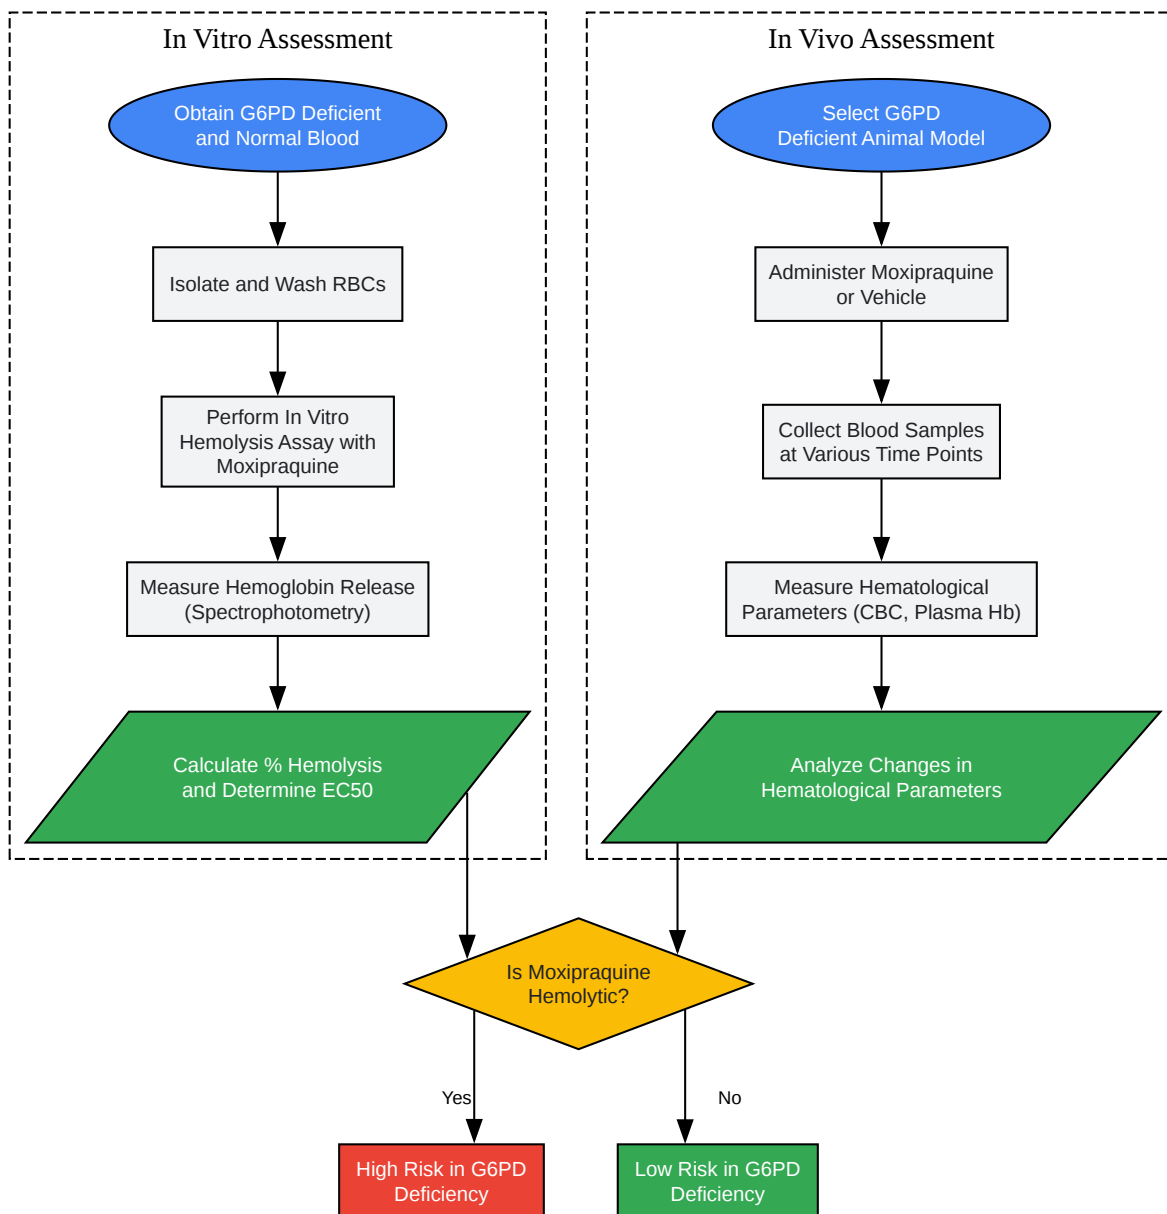 In Vitro Assessment
Obtain G6PD Deficient
and Normal Blood
Isolate and Wash RBCs
Perform In Vitro
Hemolysis Assay with
Moxipraquine
Measure Hemoglobin Release
(Spectrophotometry)
Calculate % Hemolysis
and Determine EC50
In Vivo Assessment
Select G6PD
Deficient Animal Model
Administer Moxipraquine
or Vehicle
Collect Blood Samples
at Various Time Points
Measure Hematological
Parameters (CBC, Plasma Hb)
Analyze Changes in
Hematological Parameters
Is Moxipraquine
Hemolytic?
Yes
No
High Risk in G6PD
Deficiency
Low Risk in G6PD
Deficiency